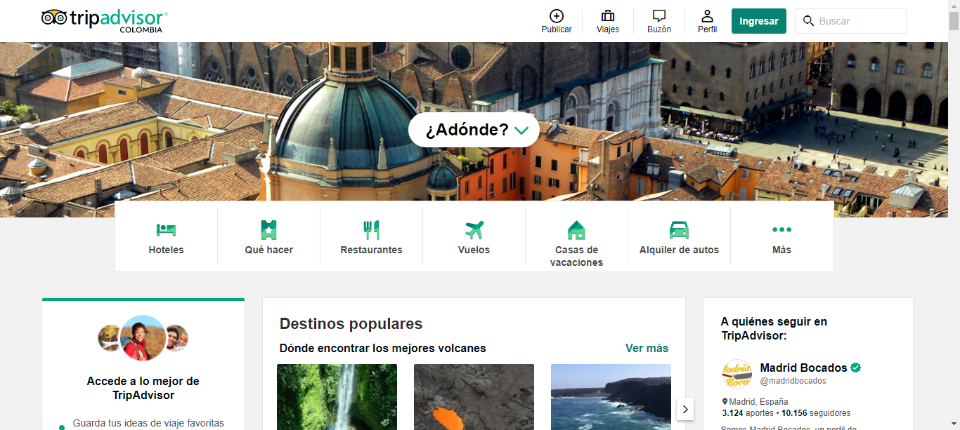 tripadvisor
COLOMBIA
Publicar
Viajes
Buzón
Perfil
Ingresar
Buscar
¿Adónde?
Hoteles
Qué hacer
Restaurantes
Vuelos
Casas de
vacaciones
Alquiler de autos
Más
Accede a lo mejor de
TripAdvisor
Guarda tus ideas de viaje favoritas
Destinos populares
Dónde encontrar los mejores volcanes
Ver más
A quiénes seguir en
TripAdvisor:
Madrid Bocados
@madridbocados
Madrid, España
3.124 aportes • 10.156 seguidores
Somos Madrid Bocados, un perfil de